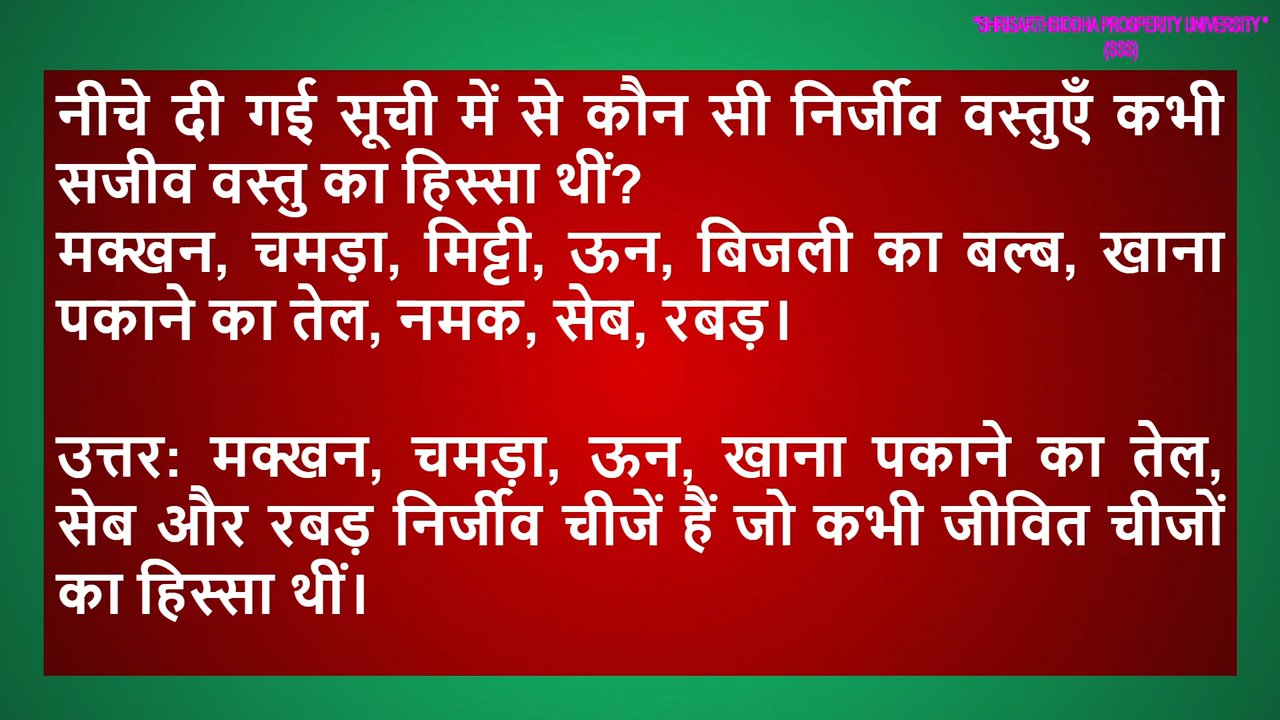 "SHRISARTHSIDDHA PROSPERITY UNIVERSITY"
(SSS)
नीचे दी गई सूची में से कौन सी निर्जीव वस्तुएँ कभी
सजीव वस्तु का हिस्सा थीं?
मक्खन, चमड़ा, मिट्टी, ऊन, बिजली का बल्ब, खाना
पकाने का तेल, नमक, सेब, रबड़।
उत्तर: मक्खन, चमड़ा, ऊन, खाना पकाने का तेल,
सेब और रबड़ निर्जीव चीजें हैं जो कभी जीवित चीजों
का हिस्सा थीं।